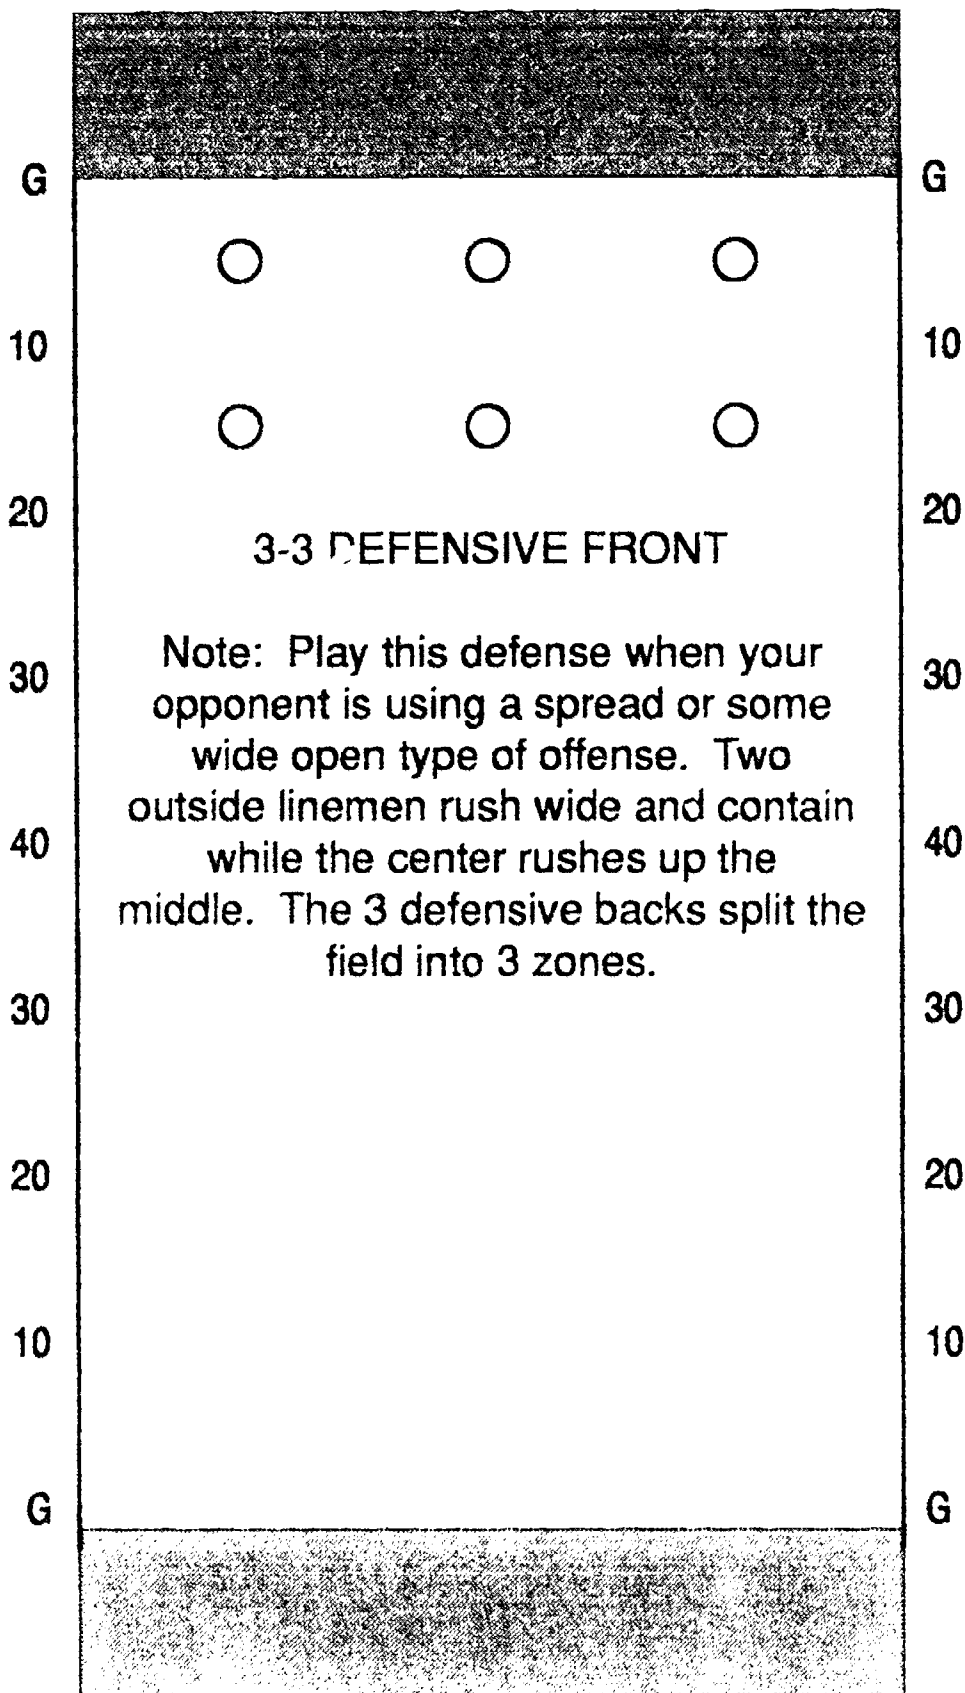 G G
10 10
20 20
3-3 DEFENSIVE FRONT
Note: Play this defense when your
30 30
opponent is using a spread or some
wide open type of offense. Two
outside linemen rush wide and contain
40 40
while the center rushes up the
middle. The 3 defensive backs split the
field into 3 zones.
30 30
20 20
10 10
G G